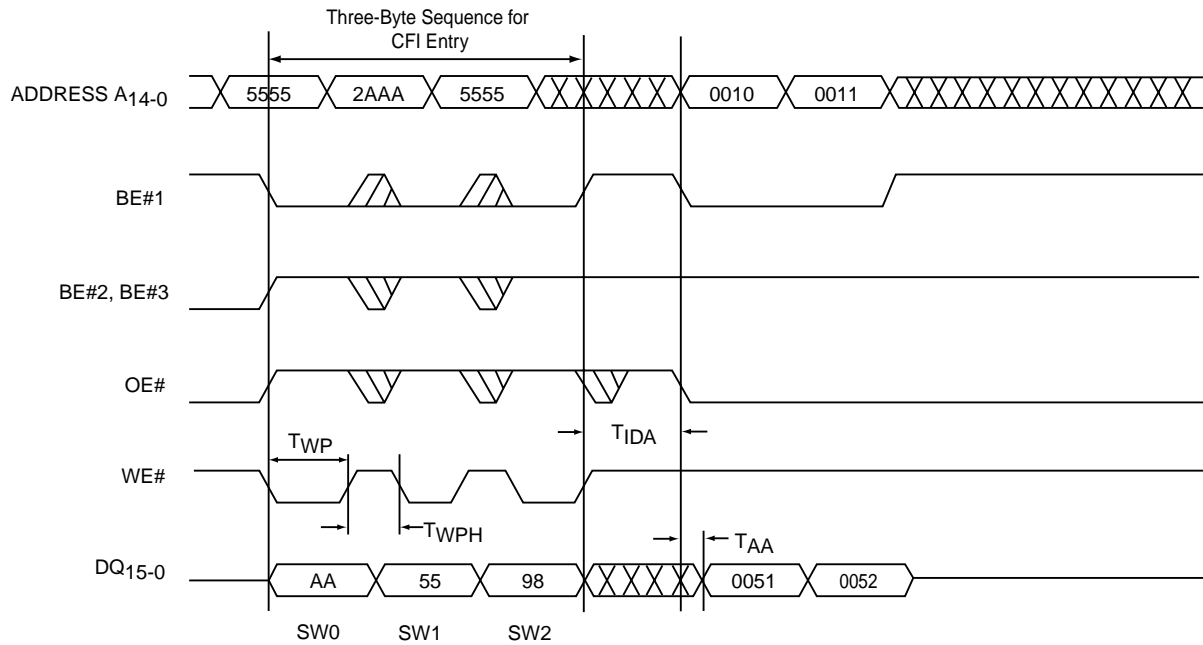 Three-Byte Sequence for
CFI Entry
ADDRESS A14-0
5555 2AAA 5555 0010 0011
BE#1
BE#2, BE#3
OE#
TWP
TIDA
WE#
TWPH
TAA
DQ15-0
AA 55 98 0051 0052
SW0 SW1 SW2